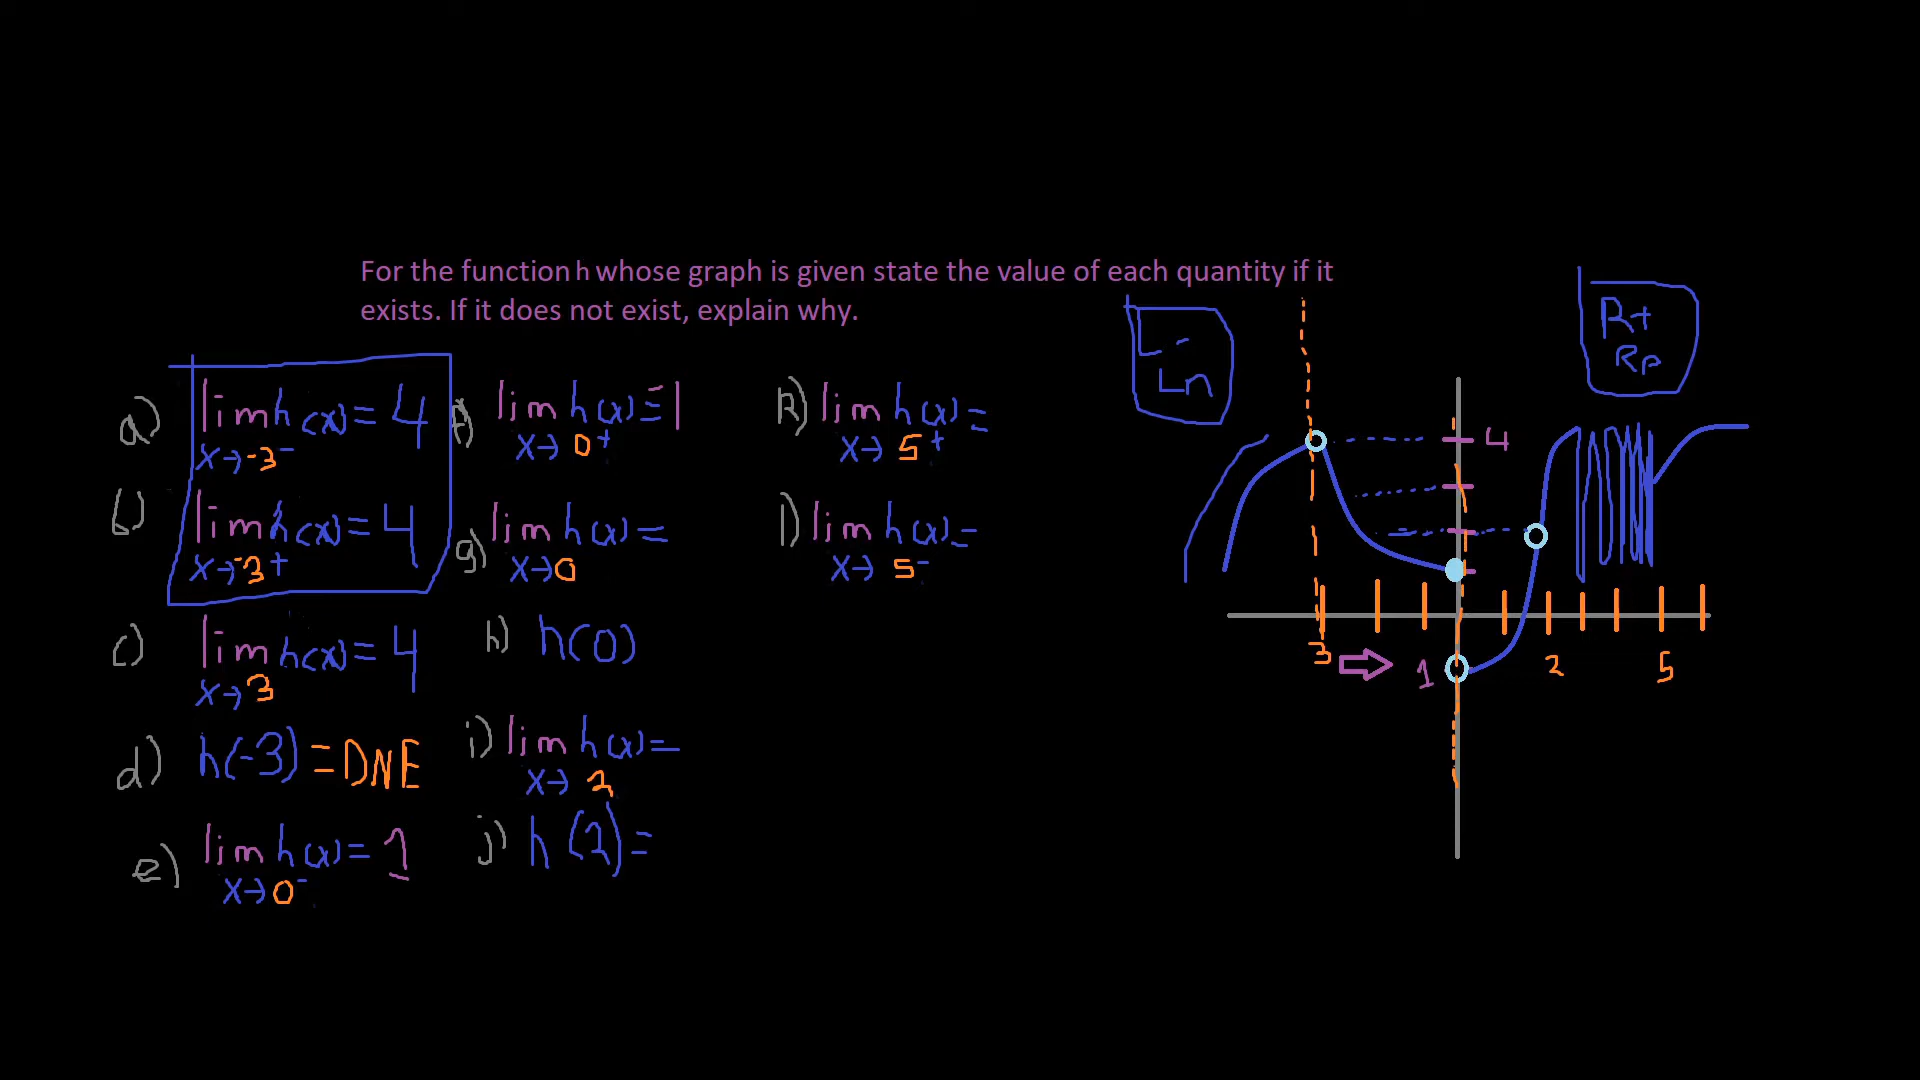 For the function h whose graph is given state the value of each quantity if it
exists. If it does not exist, explain why.
a) lim h(x) = 4
x→-3⁻
b) lim h(x) = 4
x→-3⁺
c) lim h(x) = 4
x→3
d) h(-3) = DNE
e) lim h(x) = 1
x→0⁻
f) lim h(x) = -1
x→0⁺
g) lim h(x) =
x→0
h) h(0)
i) lim h(x) =
x→2
j) h(2) =
k) lim h(x) =
x→5⁺
l) lim h(x) =
x→5⁻
L-
Ln
R+
Rp
4
3
1
2
5